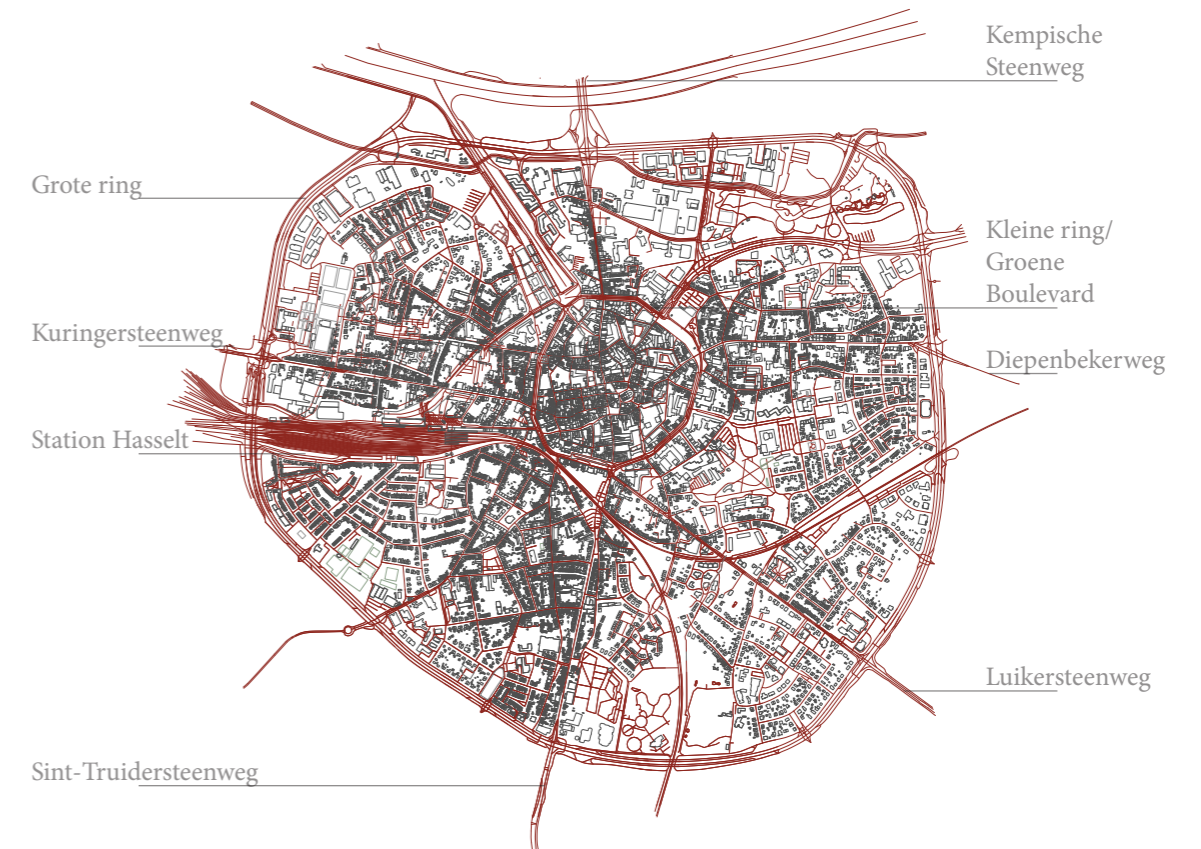 Kempische
Steenweg
Grote ring
Kleine ring/
Groene
Boulevard
Kuringersteenweg
Diepenbekerweg
Station Hasselt
Luikersteenweg
Sint-Truidersteenweg